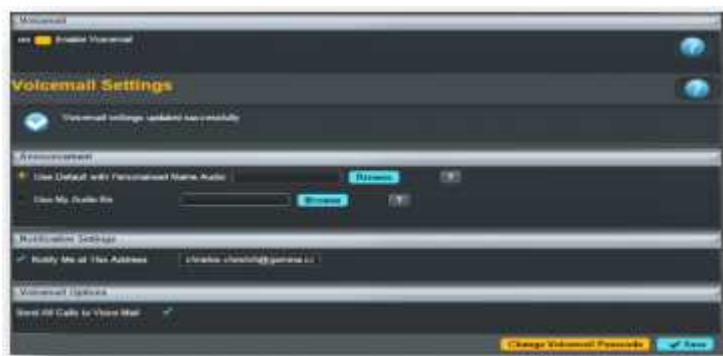 Voicemail
Enable Voicemail
Voicemail Settings
Voicemail settings updated successfully
Announcement
Use Default with Personalised Name Audio Browse ?
Use My Audio file Browse ?
Notification Settings
Notify Me at This Address
Voicemail Options
Send All Calls to Voice Mail
Change Voicemail Passcode Save